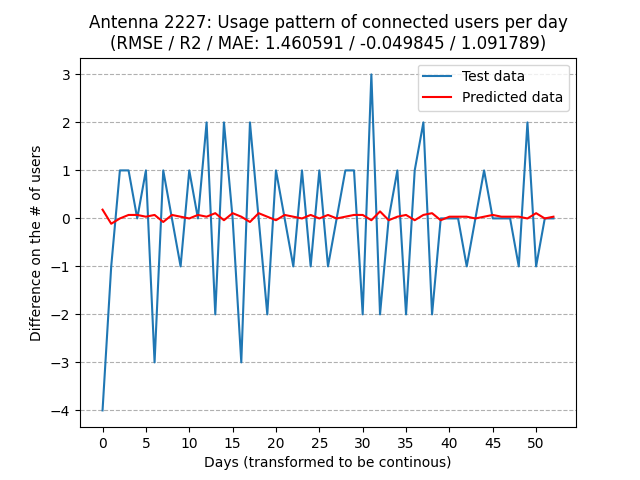 Antenna 2227: Usage pattern of connected users per day
(RMSE / R2 / MAE: 1.460591 / -0.049845 / 1.091789)
Test data
Predicted data
Difference on the # of users
3
2
1
0
−1
−2
−3
−4
0 5 10 15 20 25 30 35 40 45 50
Days (transformed to be continous)